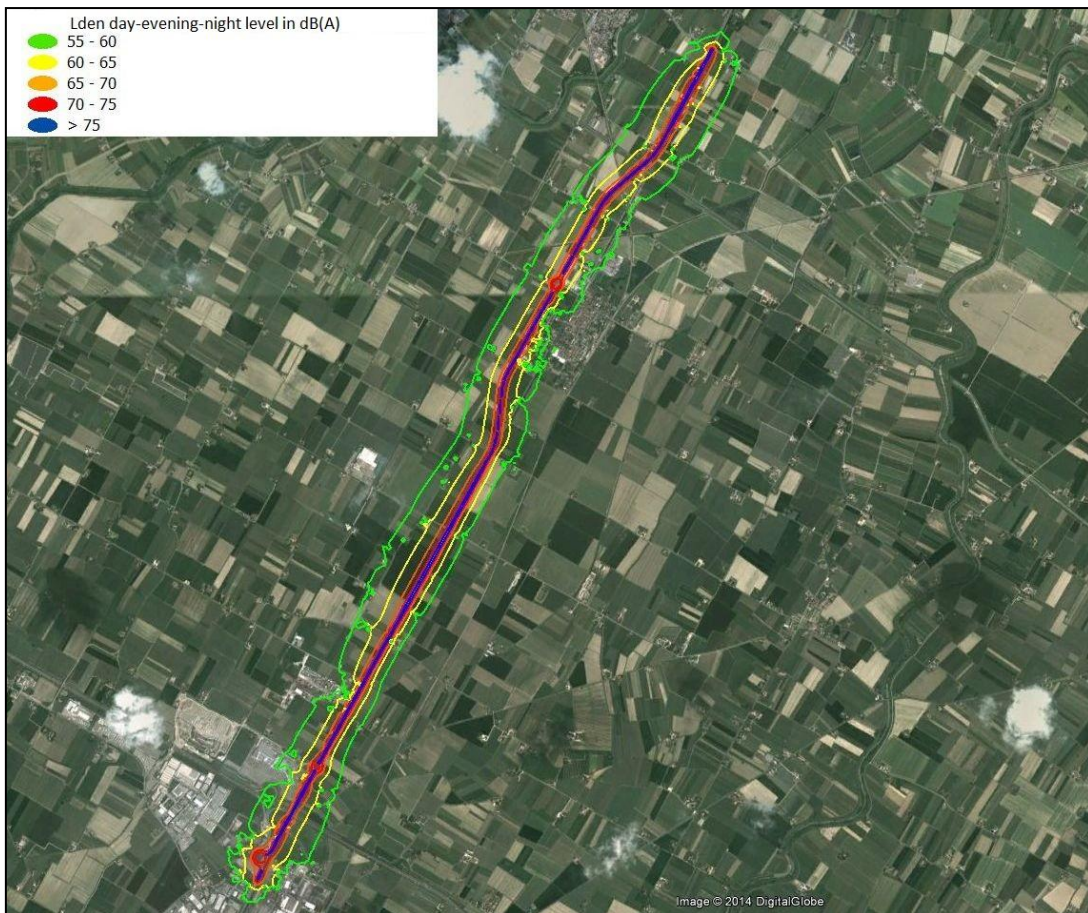 Lden day-evening-night level in dB(A)
55 - 60
60 - 65
65 - 70
70 - 75
> 75
Image © 2014 DigitalGlobe